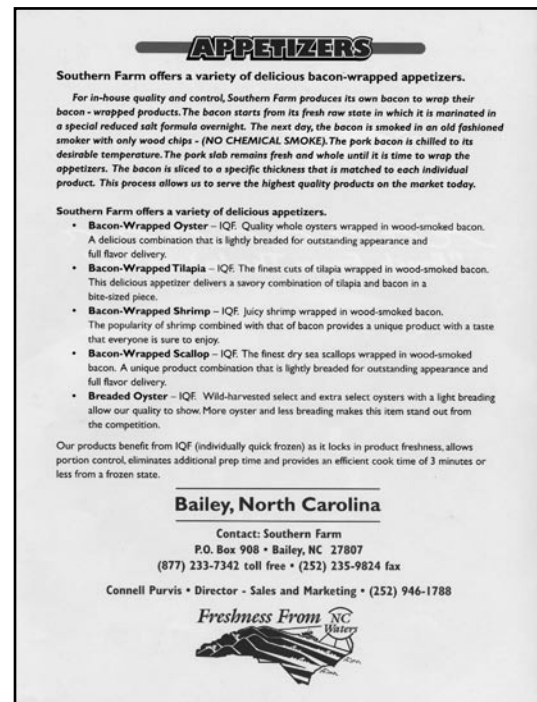 APPETIZERS
Southern Farm offers a variety of delicious bacon-wrapped appetizers.
For in-house quality and control, Southern Farm produces its own bacon to wrap their
bacon - wrapped products. The bacon starts from its fresh raw state in which it is marinated in
a special reduced salt formula overnight. The next day, the bacon is smoked in an old fashioned
smoker with only wood chips - (NO CHEMICAL SMOKE). The pork bacon is chilled to its
desirable temperature. The pork slab remains fresh and whole until it is time to wrap the
appetizers. The bacon is sliced to a specific thickness that is matched to each individual
product. This process allows us to serve the highest quality products on the market today.
Southern Farm offers a variety of delicious appetizers.
• Bacon-Wrapped Oyster – IQF. Quality whole oysters wrapped in wood-smoked bacon.
A delicious combination that is lightly breaded for outstanding appearance and
full flavor delivery.
• Bacon-Wrapped Tilapia – IQF. The finest cuts of tilapia wrapped in wood-smoked bacon.
This delicious appetizer delivers a savory combination of tilapia and bacon in a
bite-sized piece.
• Bacon-Wrapped Shrimp – IQF. Juicy shrimp wrapped in wood-smoked bacon.
The popularity of shrimp combined with that of bacon provides a unique product with a taste
that everyone is sure to enjoy.
• Bacon-Wrapped Scallop – IQF. The finest dry sea scallops wrapped in wood-smoked
bacon. A unique product combination that is lightly breaded for outstanding appearance and
full flavor delivery.
• Breaded Oyster – IQF. Wild-harvested select and extra select oysters with a light breading
allow our quality to show. More oyster and less breading makes this item stand out from
the competition.
Our products benefit from IQF (individually quick frozen) as it locks in product freshness, allows
portion control, eliminates additional prep time and provides an efficient cook time of 3 minutes or
less from a frozen state.
Bailey, North Carolina
Contact: Southern Farm
P.O. Box 908 • Bailey, NC 27807
(877) 233-7342 toll free • (252) 235-9824 fax
Connell Purvis • Director - Sales and Marketing • (252) 946-1788
Freshness From NC
Waters